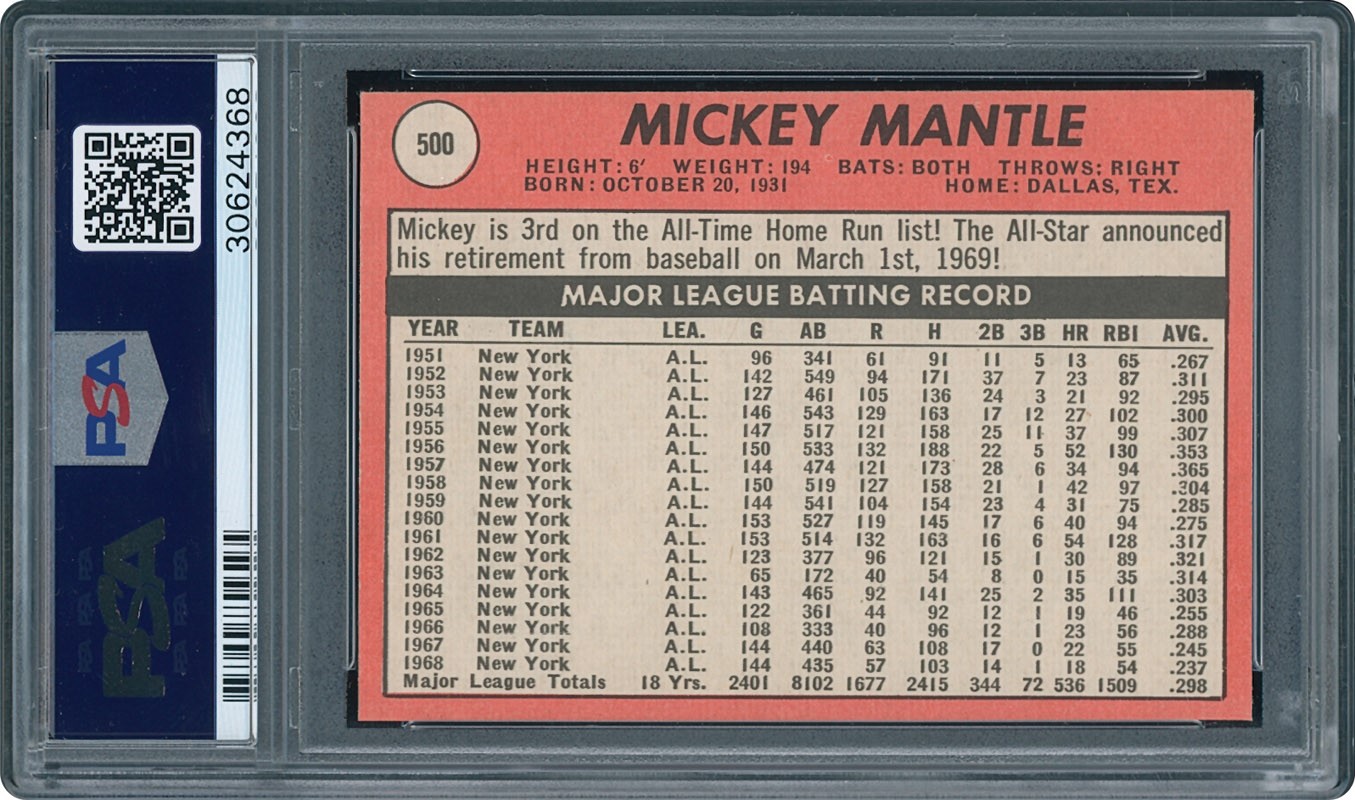 30624368
PSA
PSA
500
MICKEY MANTLE
HEIGHT: 6' WEIGHT: 194 BATS: BOTH THROWS: RIGHT
BORN: OCTOBER 20, 1931 HOME: DALLAS, TEX.
Mickey is 3rd on the All-Time Home Run list! The All-Star announced
his retirement from baseball on March 1st, 1969!
MAJOR LEAGUE BATTING RECORD
YEAR TEAM LEA. G AB R H 2B 3B HR RBI AVG.
1951 New York A.L. 96 341 61 91 11 5 13 65 .267
1952 New York A.L. 142 549 94 171 37 7 23 87 .311
1953 New York A.L. 127 461 105 136 24 3 21 92 .295
1954 New York A.L. 146 543 129 163 17 12 27 102 .300
1955 New York A.L. 147 517 121 158 25 11 37 99 .307
1956 New York A.L. 150 533 132 188 22 5 52 130 .353
1957 New York A.L. 144 474 121 173 28 6 34 94 .365
1958 New York A.L. 150 519 127 158 21 1 42 97 .304
1959 New York A.L. 144 541 104 154 23 4 31 75 .285
1960 New York A.L. 153 527 119 145 17 6 40 94 .275
1961 New York A.L. 153 514 132 163 16 6 54 128 .317
1962 New York A.L. 123 377 96 121 15 1 30 89 .321
1963 New York A.L. 65 172 40 54 8 0 15 35 .314
1964 New York A.L. 143 465 92 141 25 2 35 111 .303
1965 New York A.L. 122 361 44 92 12 1 19 46 .255
1966 New York A.L. 108 333 40 96 12 1 23 56 .288
1967 New York A.L. 144 440 63 108 17 0 22 55 .245
1968 New York A.L. 144 435 57 103 14 1 18 54 .237
Major League Totals 18 Yrs. 2401 8102 1677 2415 344 72 536 1509 .298